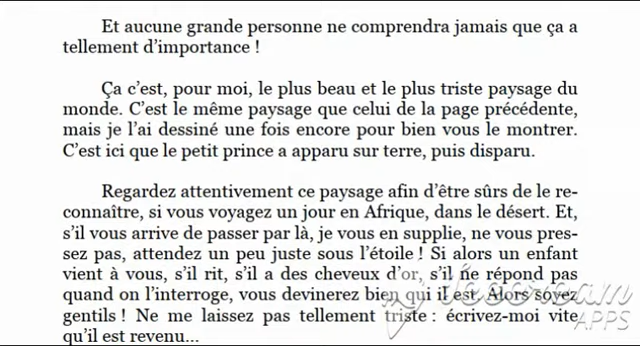 Et aucune grande personne ne comprendra jamais que ça a
tellement d'importance !
Ça c'est, pour moi, le plus beau et le plus triste paysage du
monde. C'est le même paysage que celui de la page précédente,
mais je l'ai dessiné une fois encore pour bien vous le montrer.
C'est ici que le petit prince a apparu sur terre, puis disparu.
Regardez attentivement ce paysage afin d'être sûrs de le re-
connaître, si vous voyagez un jour en Afrique, dans le désert. Et,
s'il vous arrive de passer par là, je vous en supplie, ne vous pres-
sez pas, attendez un peu juste sous l'étoile ! Si alors un enfant
vient à vous, s'il rit, s'il a des cheveux d'or, s'il ne répond pas
quand on l'interroge, vous devinerez bien qui il est. Alors soyez
gentils ! Ne me laissez pas tellement triste : écrivez-moi vite
qu'il est revenu...
APPS